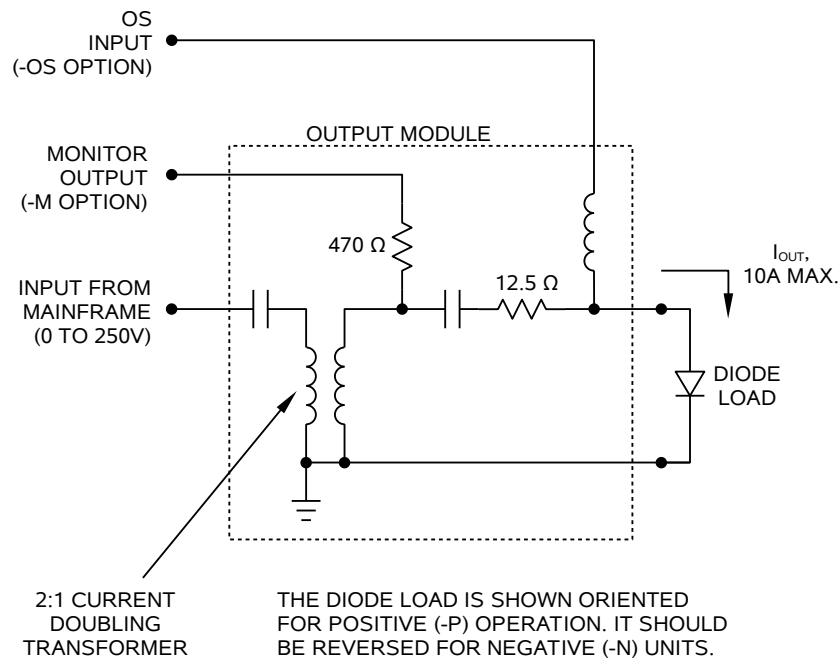 OS
INPUT
(-OS OPTION)
OUTPUT MODULE
MONITOR
OUTPUT
(-M OPTION)
470 Ω
12.5 Ω
I_OUT,
10A MAX.
INPUT FROM
MAINFRAME
(0 TO 250V)
DIODE
LOAD
2:1 CURRENT
DOUBLING
TRANSFORMER
THE DIODE LOAD IS SHOWN ORIENTED
FOR POSITIVE (-P) OPERATION. IT SHOULD
BE REVERSED FOR NEGATIVE (-N) UNITS.